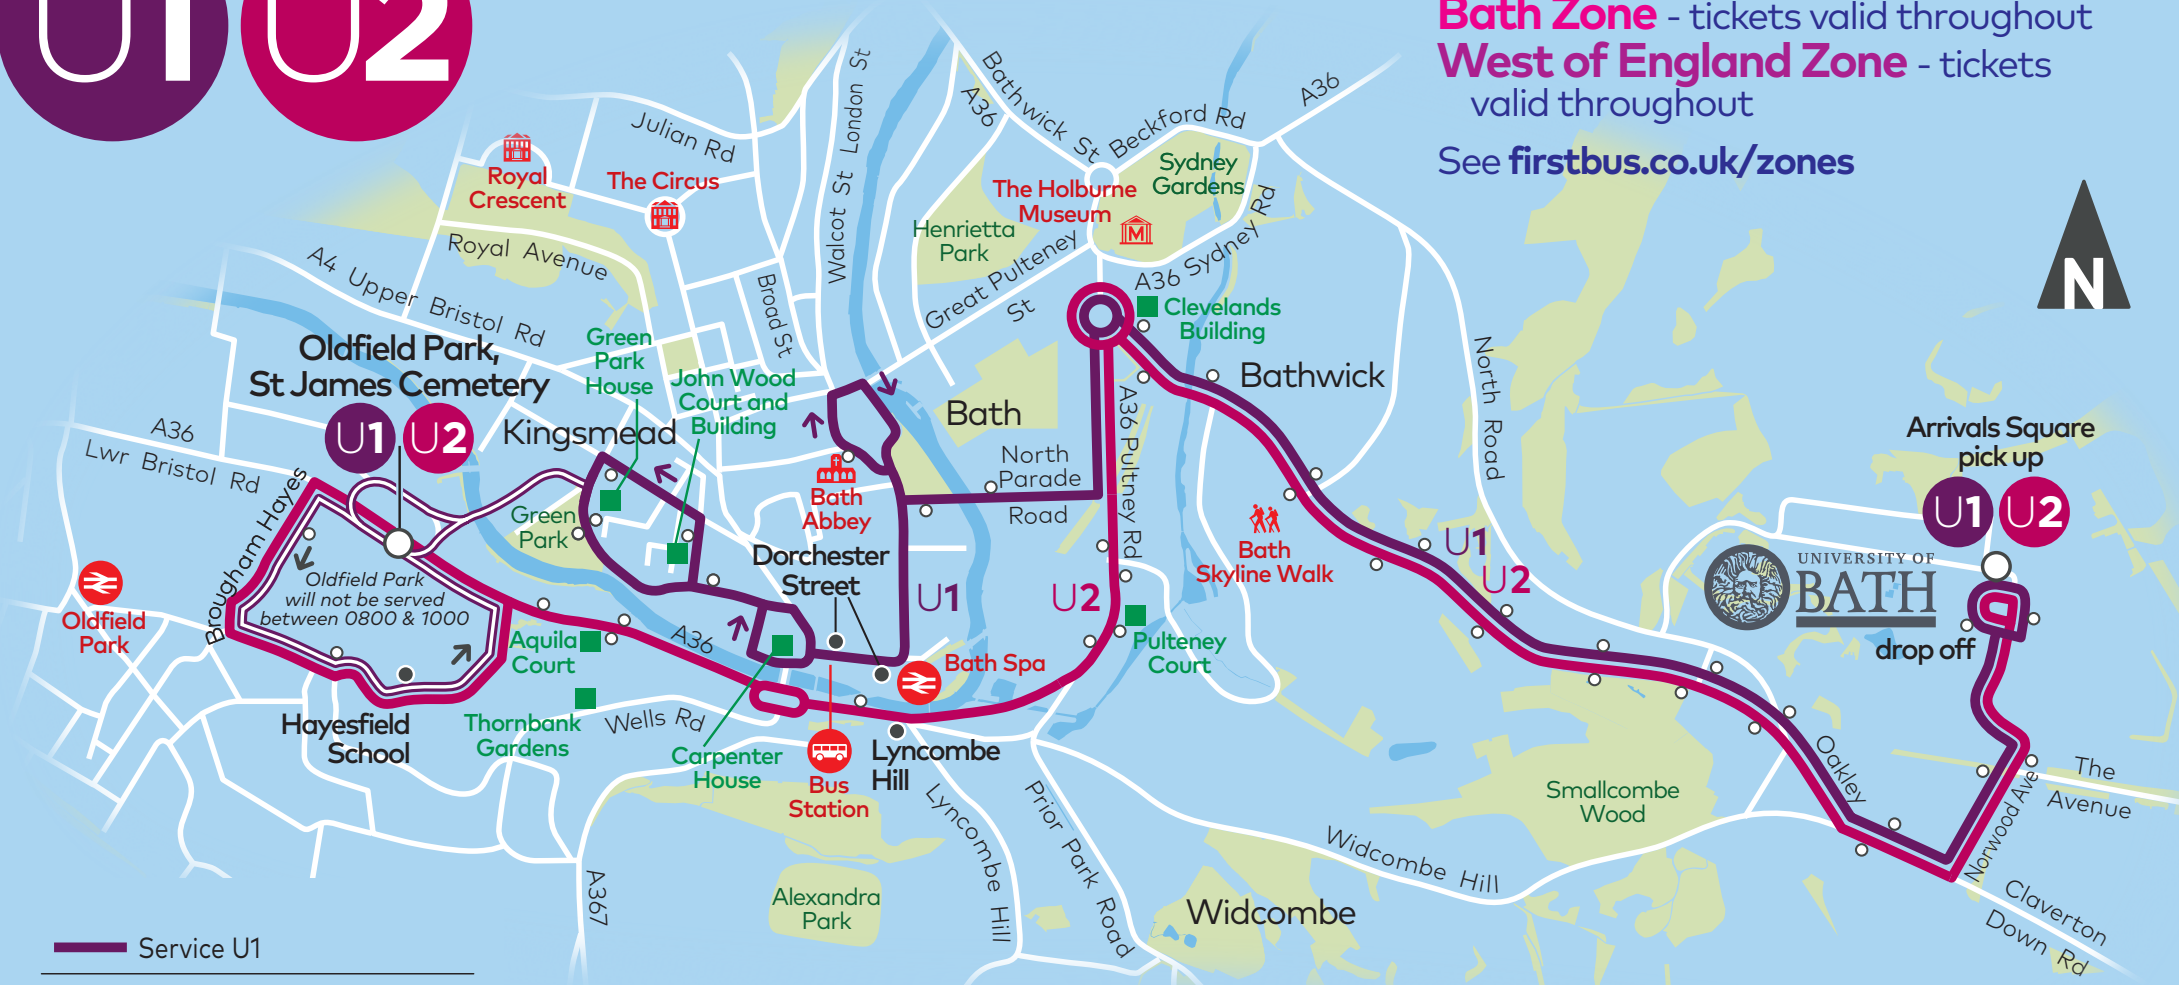 U1 U2
Bath Zone - tickets valid throughout
West of England Zone - tickets
valid throughout
See firstbus.co.uk/zones
N
Julian Rd
Royal
Crescent
The Circus
Royal Avenue
A4 Upper Bristol Rd
Walcot St London St
Broad St
A36
Bathwick St
Beckford Rd
A36
Sydney
Gardens
The Holburne
Museum
M
Henrietta
Park
Great Pulteney
St
A36 Sydney Rd
Clevelands
Building
Oldfield Park,
St James Cemetery
U1 U2
Green
Park
House
John Wood
Court and
Building
Kingsmead
Bath
Bathwick
North Road
A36
Lwr Bristol Rd
Brougham Hayes
Green
Park
Bath
Abbey
North
Parade
Road
A36 Pultney Rd
Arrivals Square
pick up
U1 U2
U1
U2
Bath
Skyline Walk
UNIVERSITY OF
BATH
drop off
Oldfield Park
will not be served
between 0800 & 1000
Oldfield
Park
Dorchester
Street
U1
U2
A36
Aquila
Court
Pulteney
Court
Bath Spa
Hayesfield
School
Thornbank
Gardens
Wells Rd
Carpenter
House
Bus
Station
Lyncombe
Hill
Smallcombe
Wood
Oakley
Norwood Ave
The
Avenue
Lyncombe Hill
Prior Park Road
Widcombe Hill
Widcombe
Alexandra
Park
A367
Claverton
Down Rd
Service U1